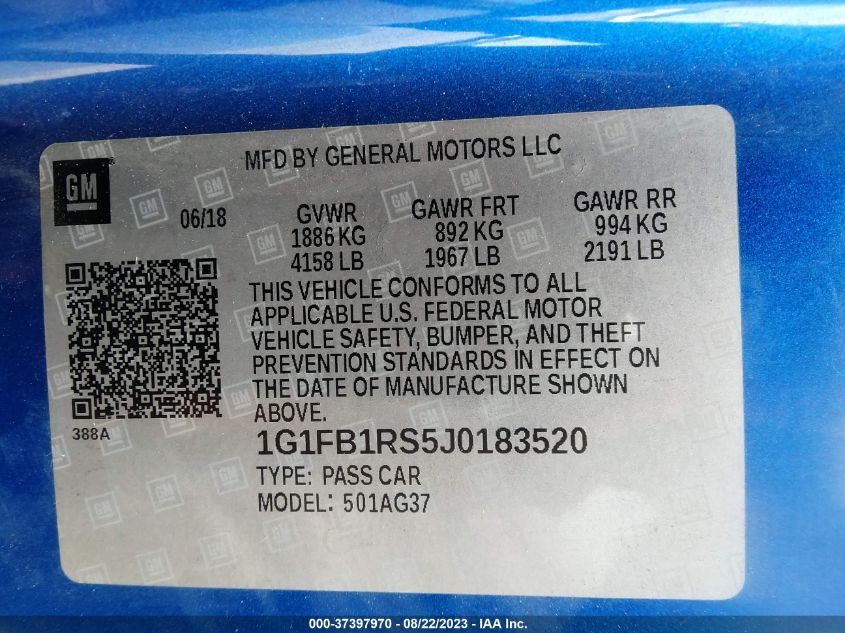 MFD BY GENERAL MOTORS LLC
GM
06/18 GVWR GAWR FRT GAWR RR
1886 KG 892 KG 994 KG
4158 LB 1967 LB 2191 LB
THIS VEHICLE CONFORMS TO ALL
APPLICABLE U.S. FEDERAL MOTOR
VEHICLE SAFETY, BUMPER, AND THEFT
PREVENTION STANDARDS IN EFFECT ON
THE DATE OF MANUFACTURE SHOWN
ABOVE.
388A
1G1FB1RS5J0183520
TYPE: PASS CAR
MODEL: 501AG37
000-37397970 - 08/22/2023 - IAA Inc.